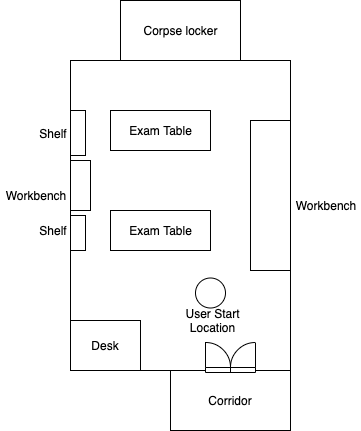 Corpse locker
Shelf
Exam Table
Workbench
Workbench
Shelf
Exam Table
User Start
Location
Desk
Corridor